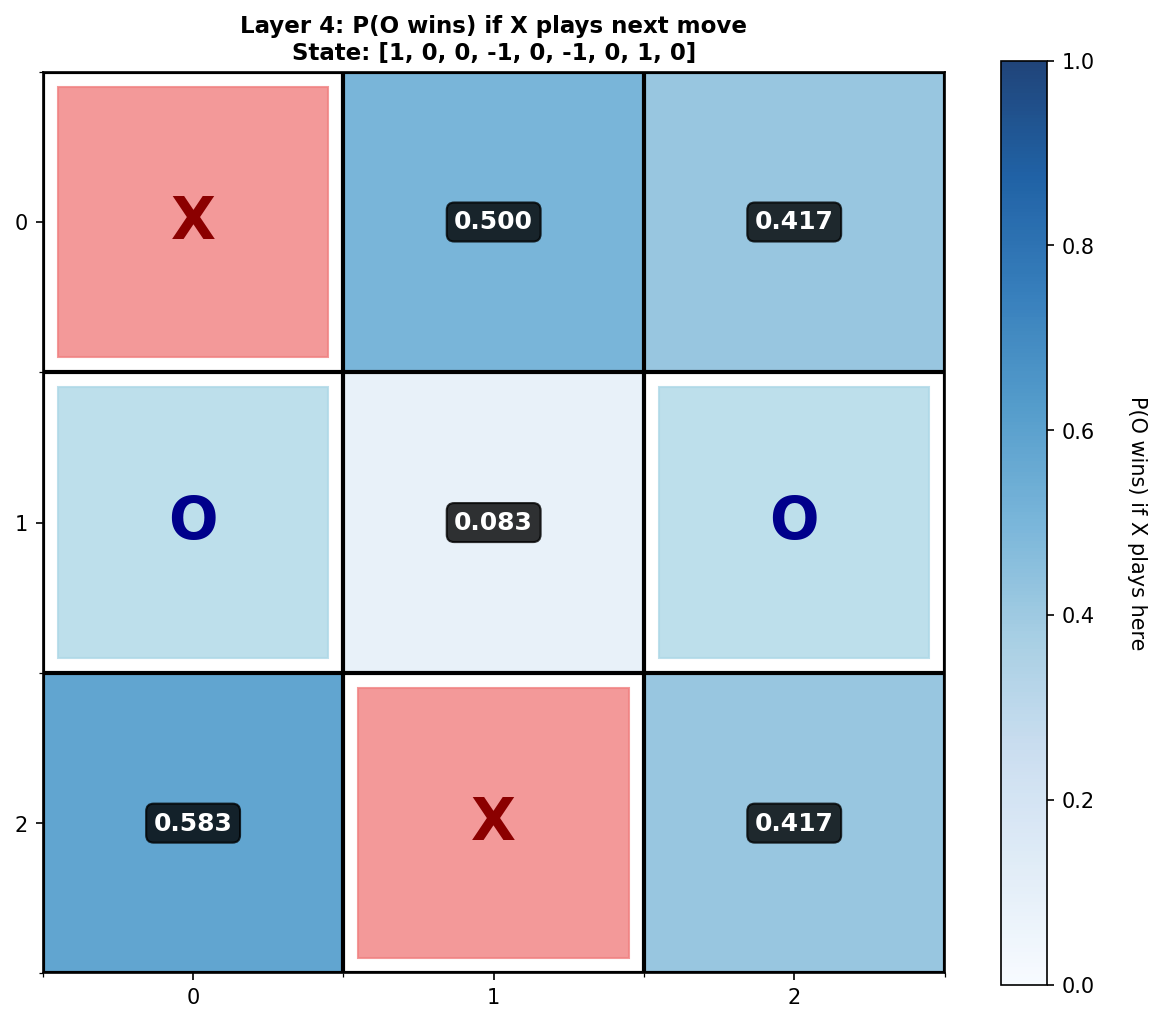 Layer 4: P(O wins) if X plays next move
State: [1, 0, 0, -1, 0, -1, 0, 1, 0]
X
0.500
0.417
O
0.083
O
0.583
X
0.417
0
1
2
0
1
2
1.0
0.8
0.6
0.4
0.2
0.0
P(O wins) if X plays here